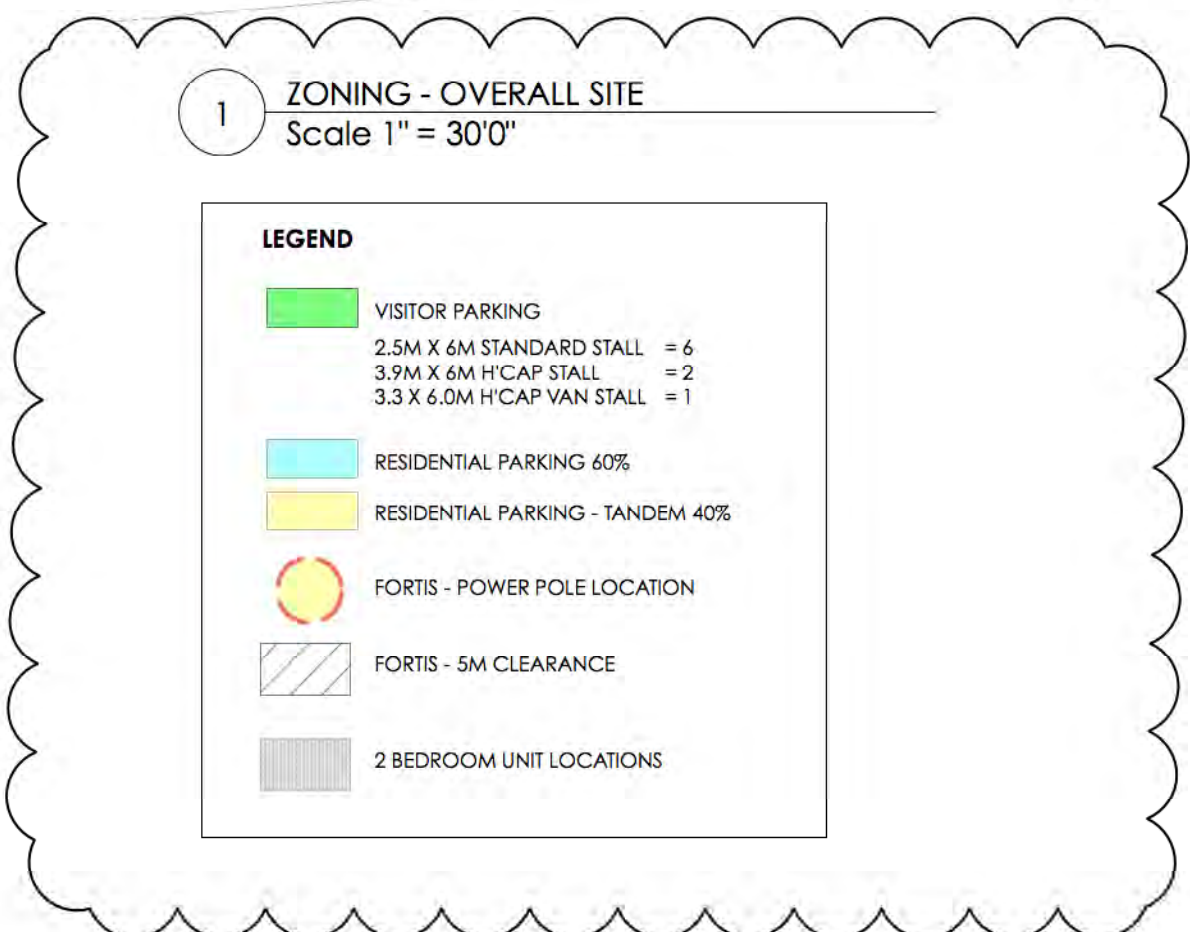 1
ZONING - OVERALL SITE
Scale 1" = 30'0"
LEGEND
VISITOR PARKING
2.5M X 6M STANDARD STALL = 6
3.9M X 6M H'CAP STALL = 2
3.3 X 6.0M H'CAP VAN STALL = 1
RESIDENTIAL PARKING 60%
RESIDENTIAL PARKING - TANDEM 40%
FORTIS - POWER POLE LOCATION
FORTIS - 5M CLEARANCE
2 BEDROOM UNIT LOCATIONS